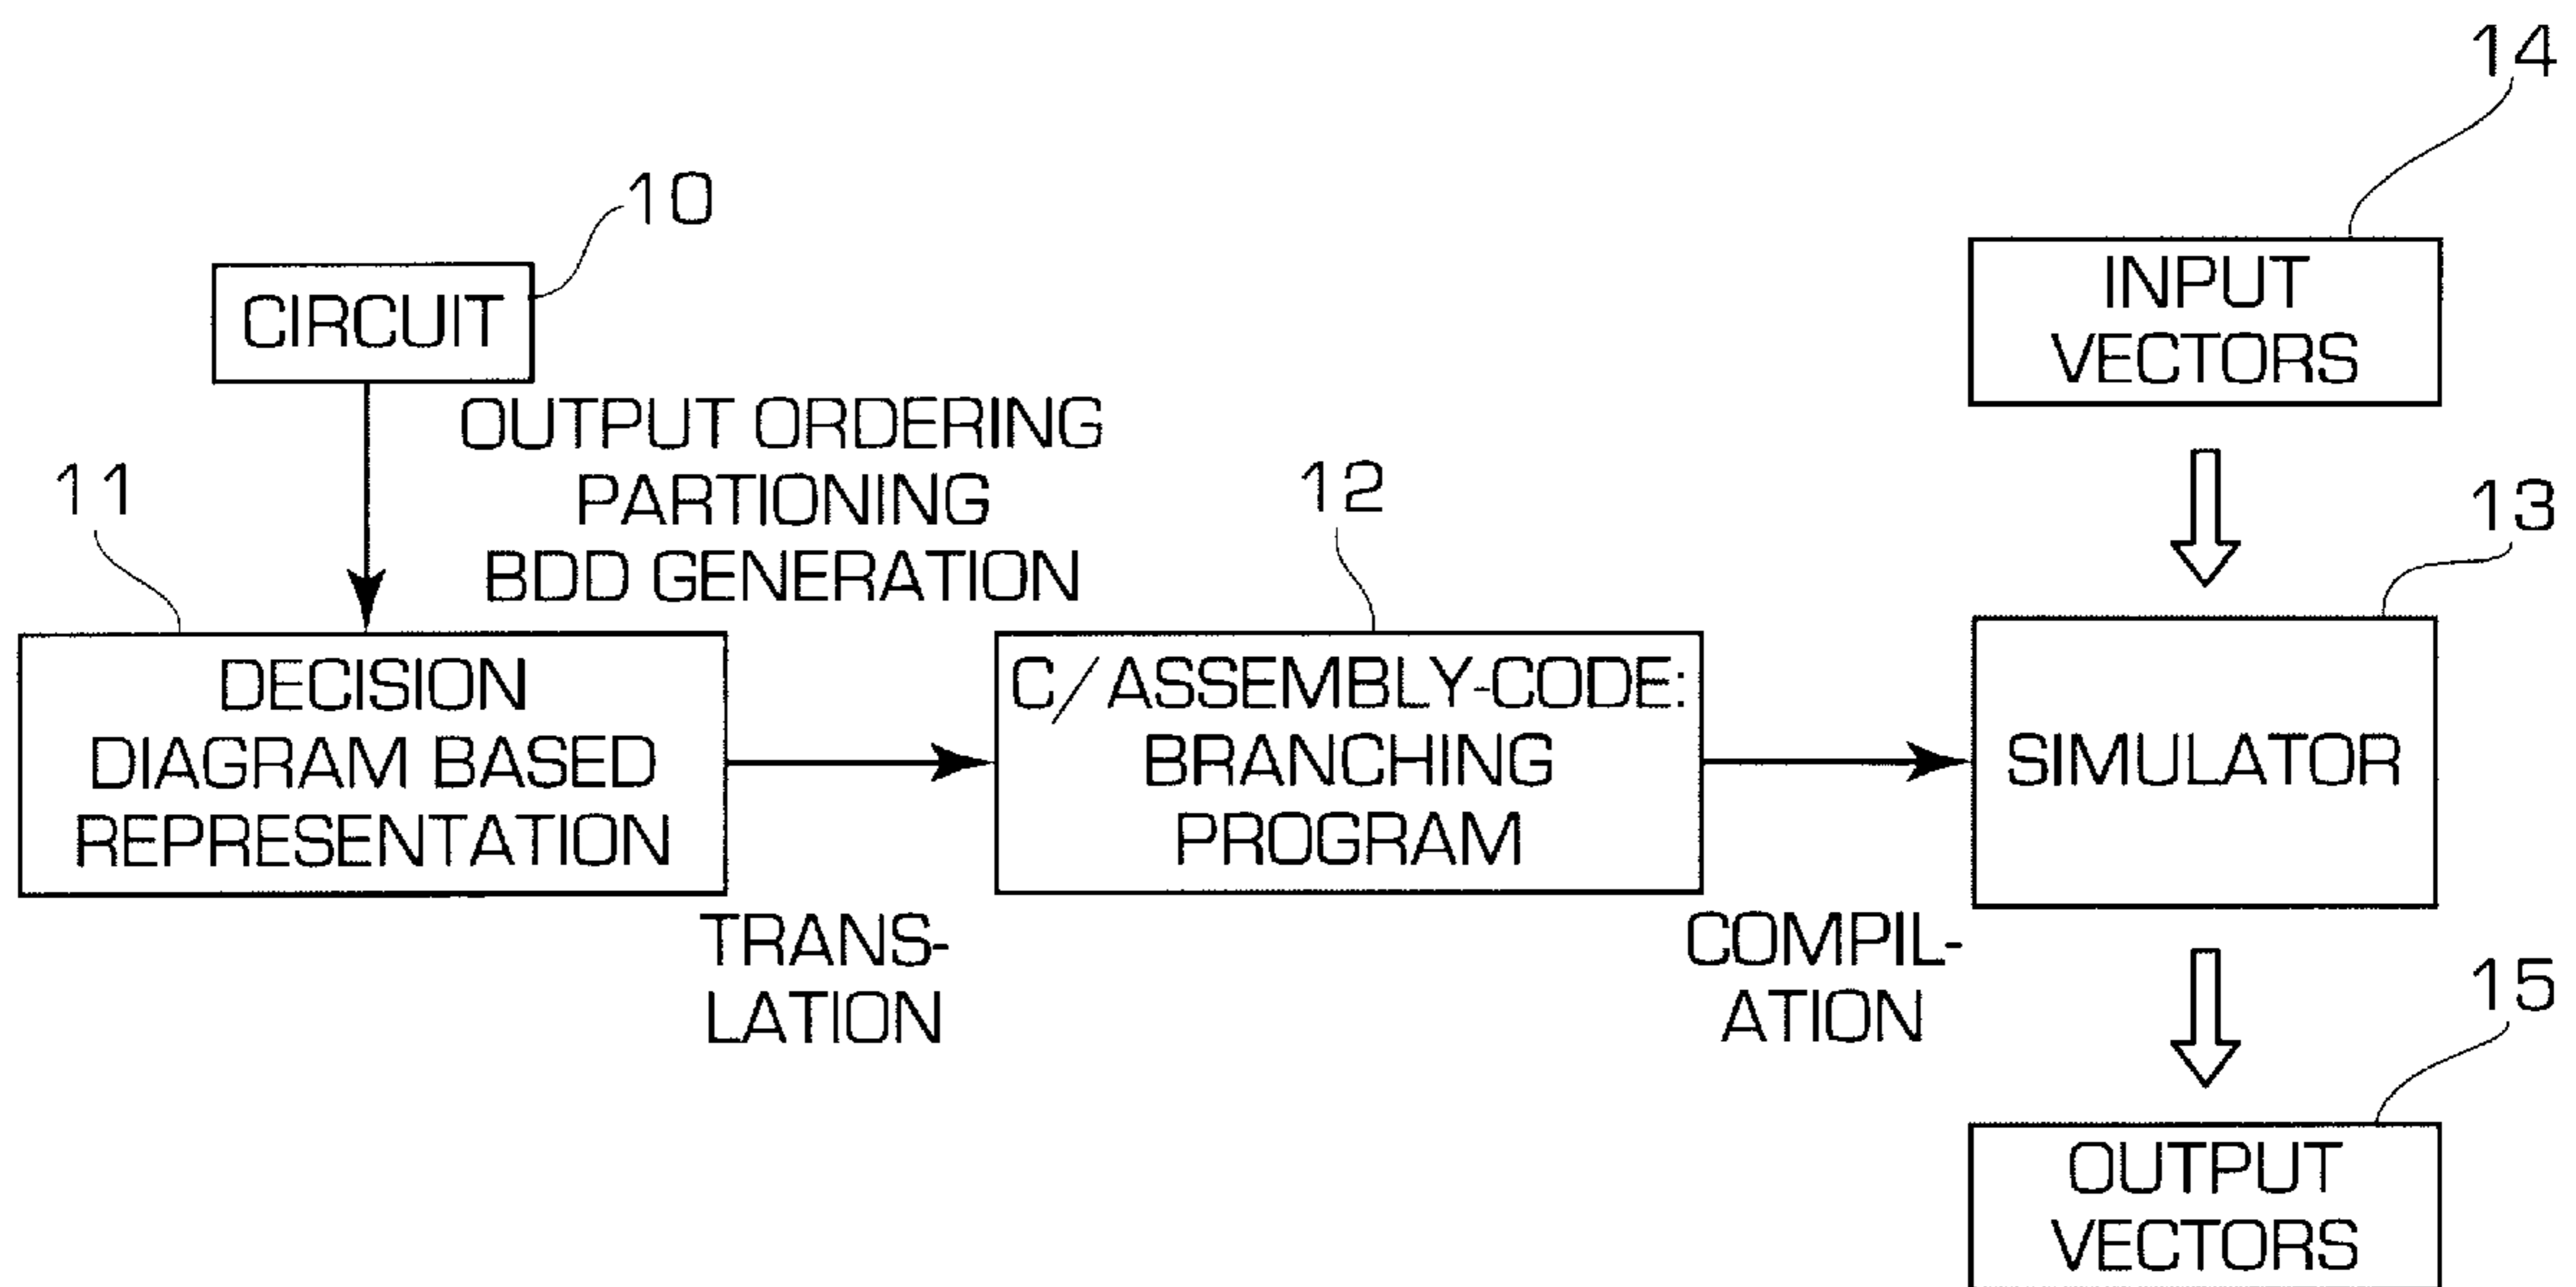 14
10
INPUT
VECTORS
CIRCUIT
OUTPUT ORDERING
PARTIONING
BDD GENERATION
11
12
13
DECISION
DIAGRAM BASED
REPRESENTATION
C/ASSEMBLY-CODE:
BRANCHING
PROGRAM
SIMULATOR
TRANS-
LATION
COMPIL-
ATION
15
OUTPUT
VECTORS